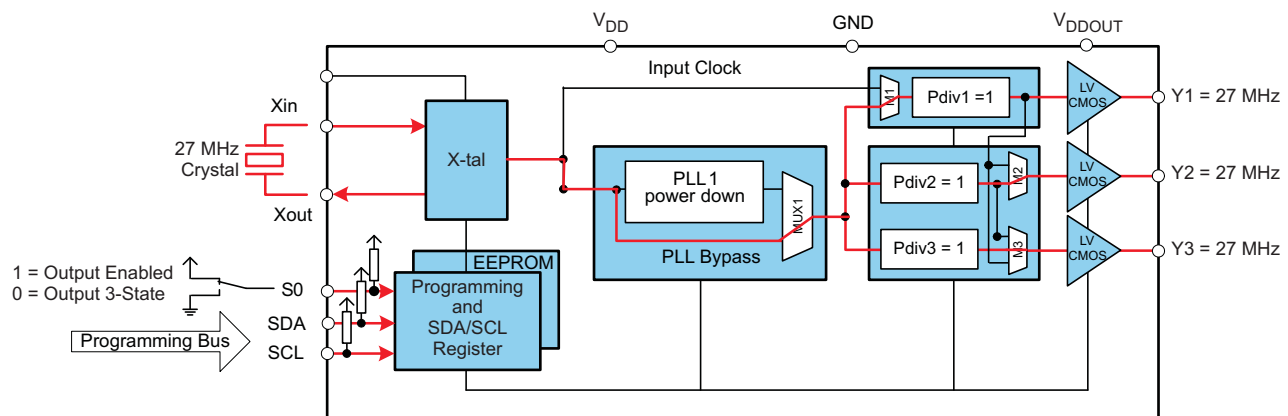 VDD
GND
VDDOUT
Input Clock
Xin
27 MHz
Crystal
Xout
X-tal
PLL 1
power down
MUX1
PLL Bypass
M1
Pdiv1 =1
LV
CMOS
Y1 = 27 MHz
Pdiv2 = 1
M2
LV
CMOS
Y2 = 27 MHz
Pdiv3 = 1
M3
LV
CMOS
Y3 = 27 MHz
1 = Output Enabled
0 = Output 3-State
S0
SDA
SCL
Programming Bus
EEPROM
Programming
and
SDA/SCL
Register